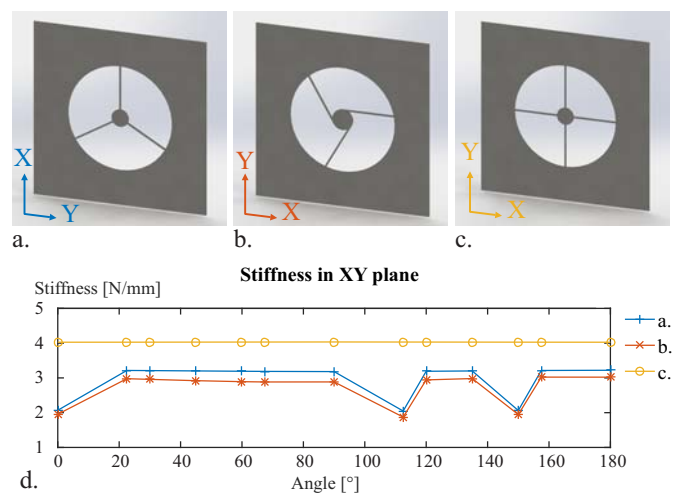 X
Y
a.
Y
X
b.
Y
X
c.
Stiffness in XY plane
Stiffness [N/mm]
5
4
3
2
1
0 20 40 60 80 100 120 140 160 180
Angle [°]
a.
b.
c.
d.